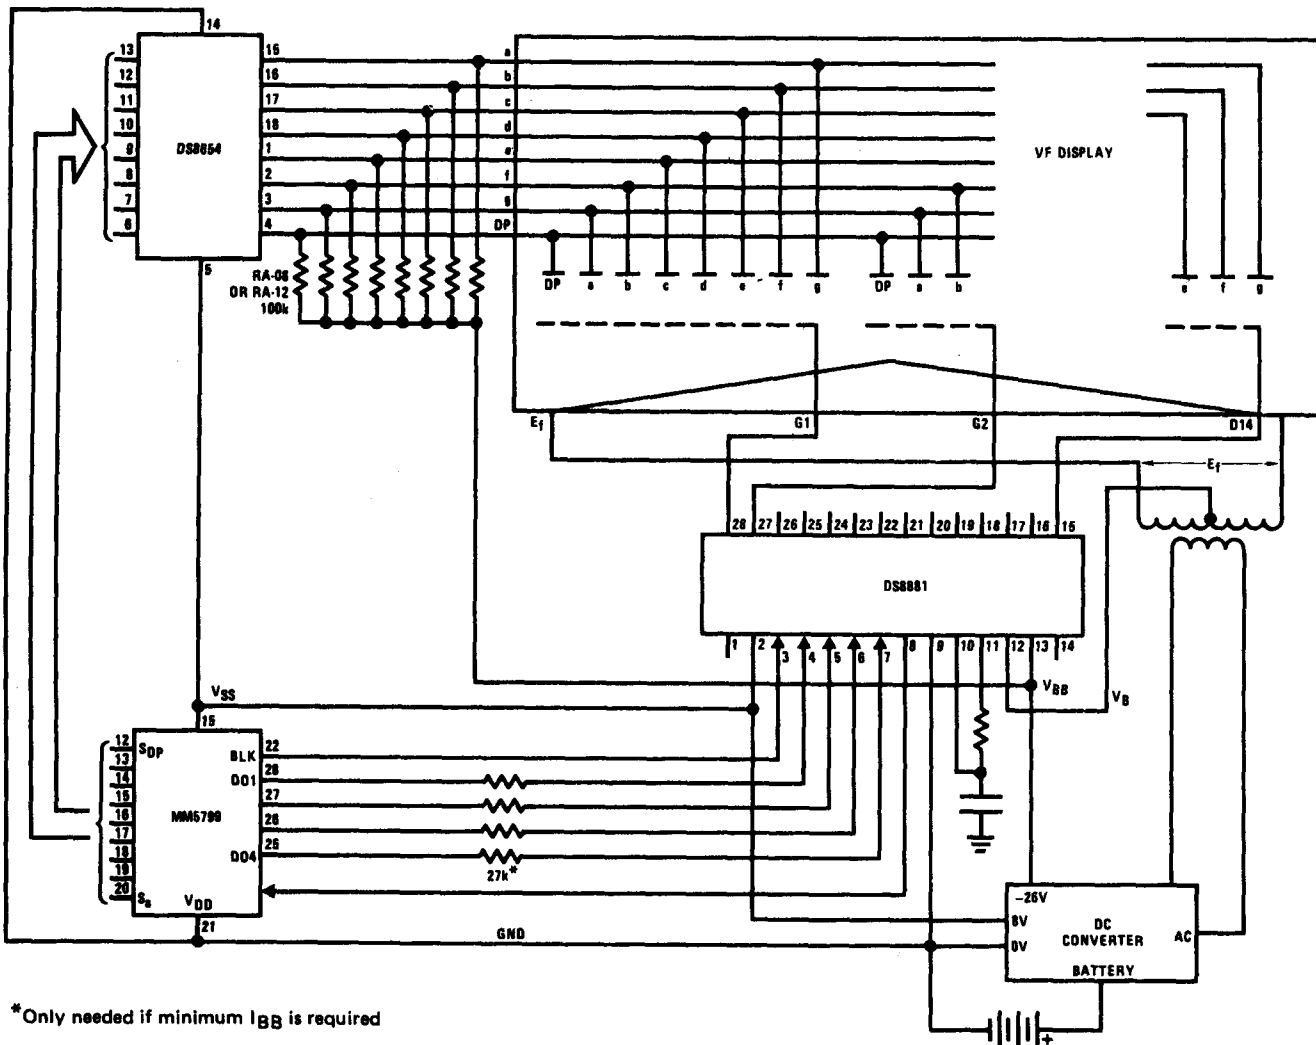 14
13
12
11
10
9
8
7
6
DS8654
15
16
17
18
1
2
3
4
5
a
b
c
d
e
f
g
DP
VF DISPLAY
RA-08
OR RA-12
100k
DP a b c d e f g
DP a b
e f g
Ef
G1
G2
D14
Ef
28 27 26 25 24 23 22 21 20 19 18 17 16 15
DS8881
1 2 3 4 5 6 7 8 9 10 11 12 13 14
VBB
VB
VSS
15
12
13
14
15
16
17
18
19
20
SDP
Ss
MM5799
BLK
DO1
DO4
VDD
22
28
27
26
25
21
27k*
GND
-26V
8V
0V
DC
CONVERTER
BATTERY
AC
+
*Only needed if minimum IBB is required